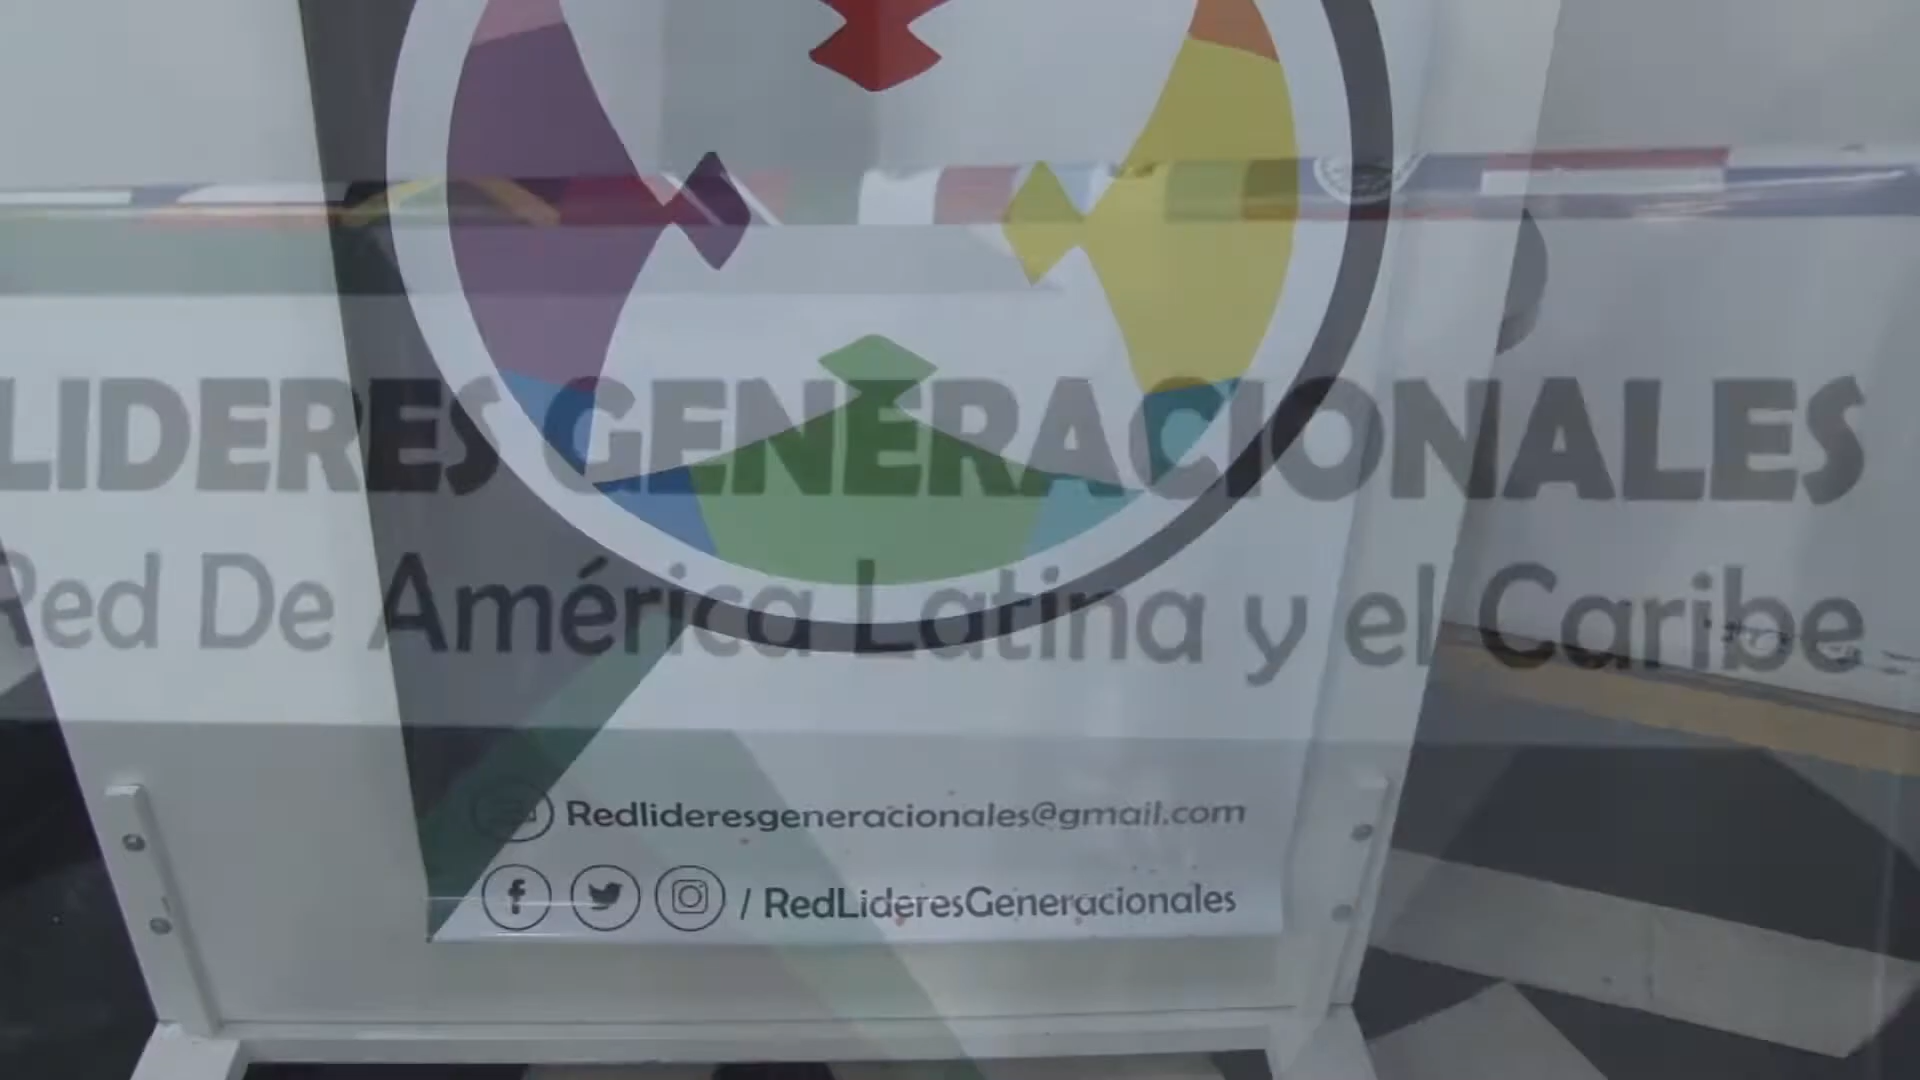 LIDERES GENERACIONALES
Red De América Latina y el Caribe
Redlideresgeneracionales@gmail.com
/ RedLideresGeneracionales